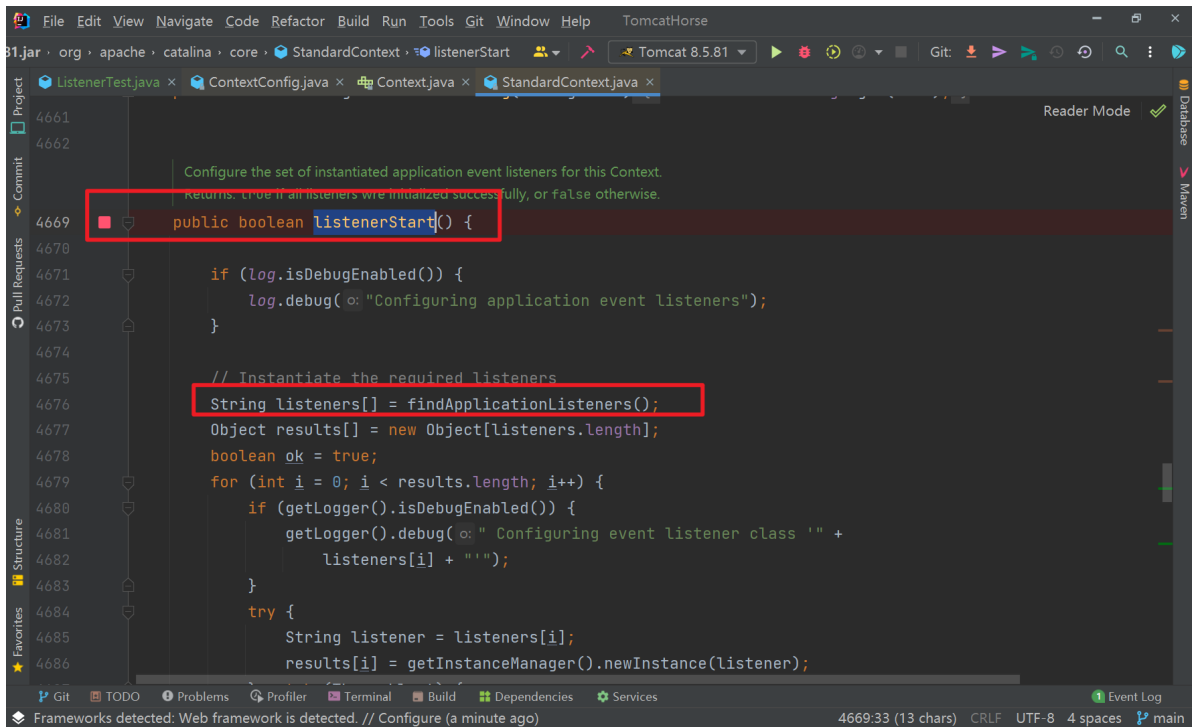 File Edit View Navigate Code Refactor Build Run Tools Git Window Help TomcatHorse
31.jar › org › apache › catalina › core › StandardContext › listenerStart Tomcat 8.5.81 Git:
ListenerTest.java × ContextConfig.java × Context.java × StandardContext.java ×
Reader Mode
4661
4662
Configure the set of instantiated application event listeners for this Context.
Returns: true if all listeners wre initialized successfully, or false otherwise.
4669 public boolean listenerStart() {
4670
4671 if (log.isDebugEnabled()) {
4672 log.debug( o: "Configuring application event listeners");
4673 }
4674
4675 // Instantiate the required listeners
4676 String listeners[] = findApplicationListeners();
4677 Object results[] = new Object[listeners.length];
4678 boolean ok = true;
4679 for (int i = 0; i < results.length; i++) {
4680 if (getLogger().isDebugEnabled()) {
4681 getLogger().debug( o: " Configuring event listener class '" +
4682 listeners[i] + "'");
4683 }
4684 try {
4685 String listener = listeners[i];
4686 results[i] = getInstanceManager().newInstance(listener);
Project
Commit
Pull Requests
Structure
Favorites
Database
Maven
Git TODO Problems Profiler Terminal Build Dependencies Services 1 Event Log
Frameworks detected: Web framework is detected. // Configure (a minute ago) 4669:33 (13 chars) CRLF UTF-8 4 spaces main